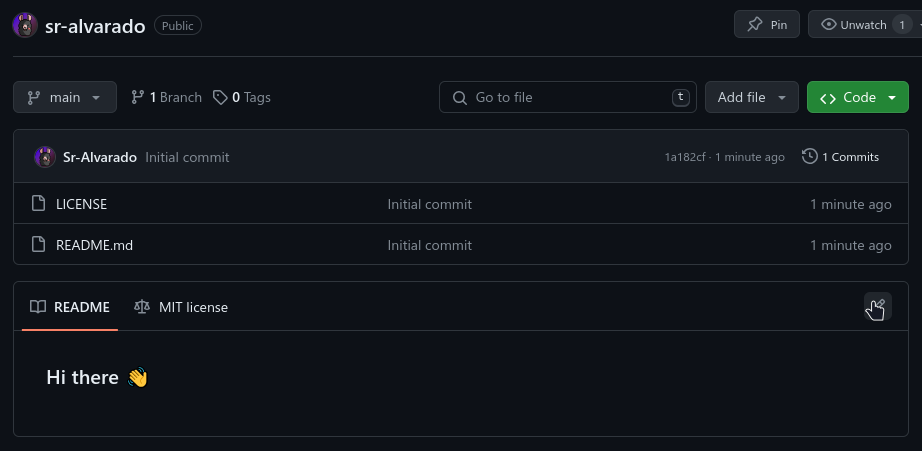 sr-alvarado Public Pin Unwatch 1
main 1 Branch 0 Tags Go to file t Add file Code
Sr-Alvarado Initial commit 1a182cf · 1 minute ago 1 Commits
LICENSE Initial commit 1 minute ago
README.md Initial commit 1 minute ago
README MIT license
Hi there 👋